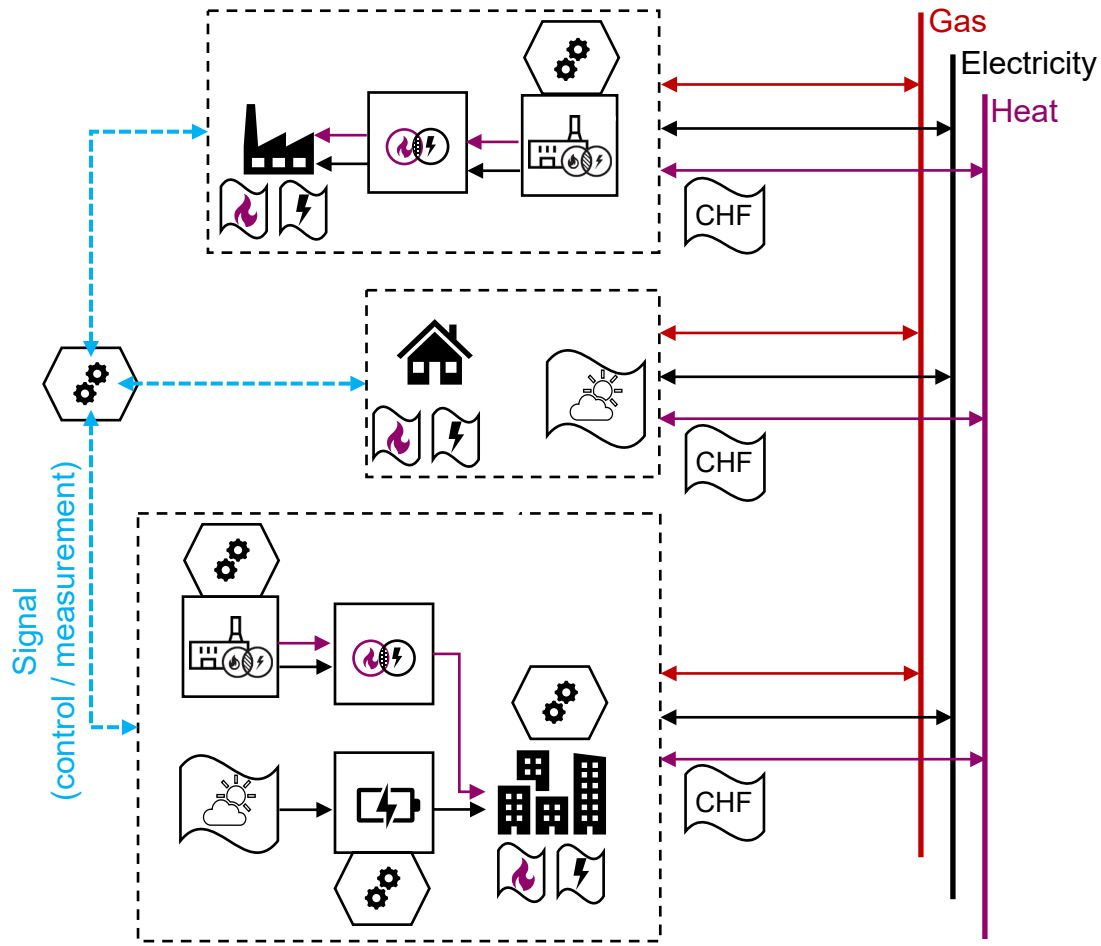 Gas
Electricity
Heat
CHF
CHF
Signal
(control / measurement)
CHF